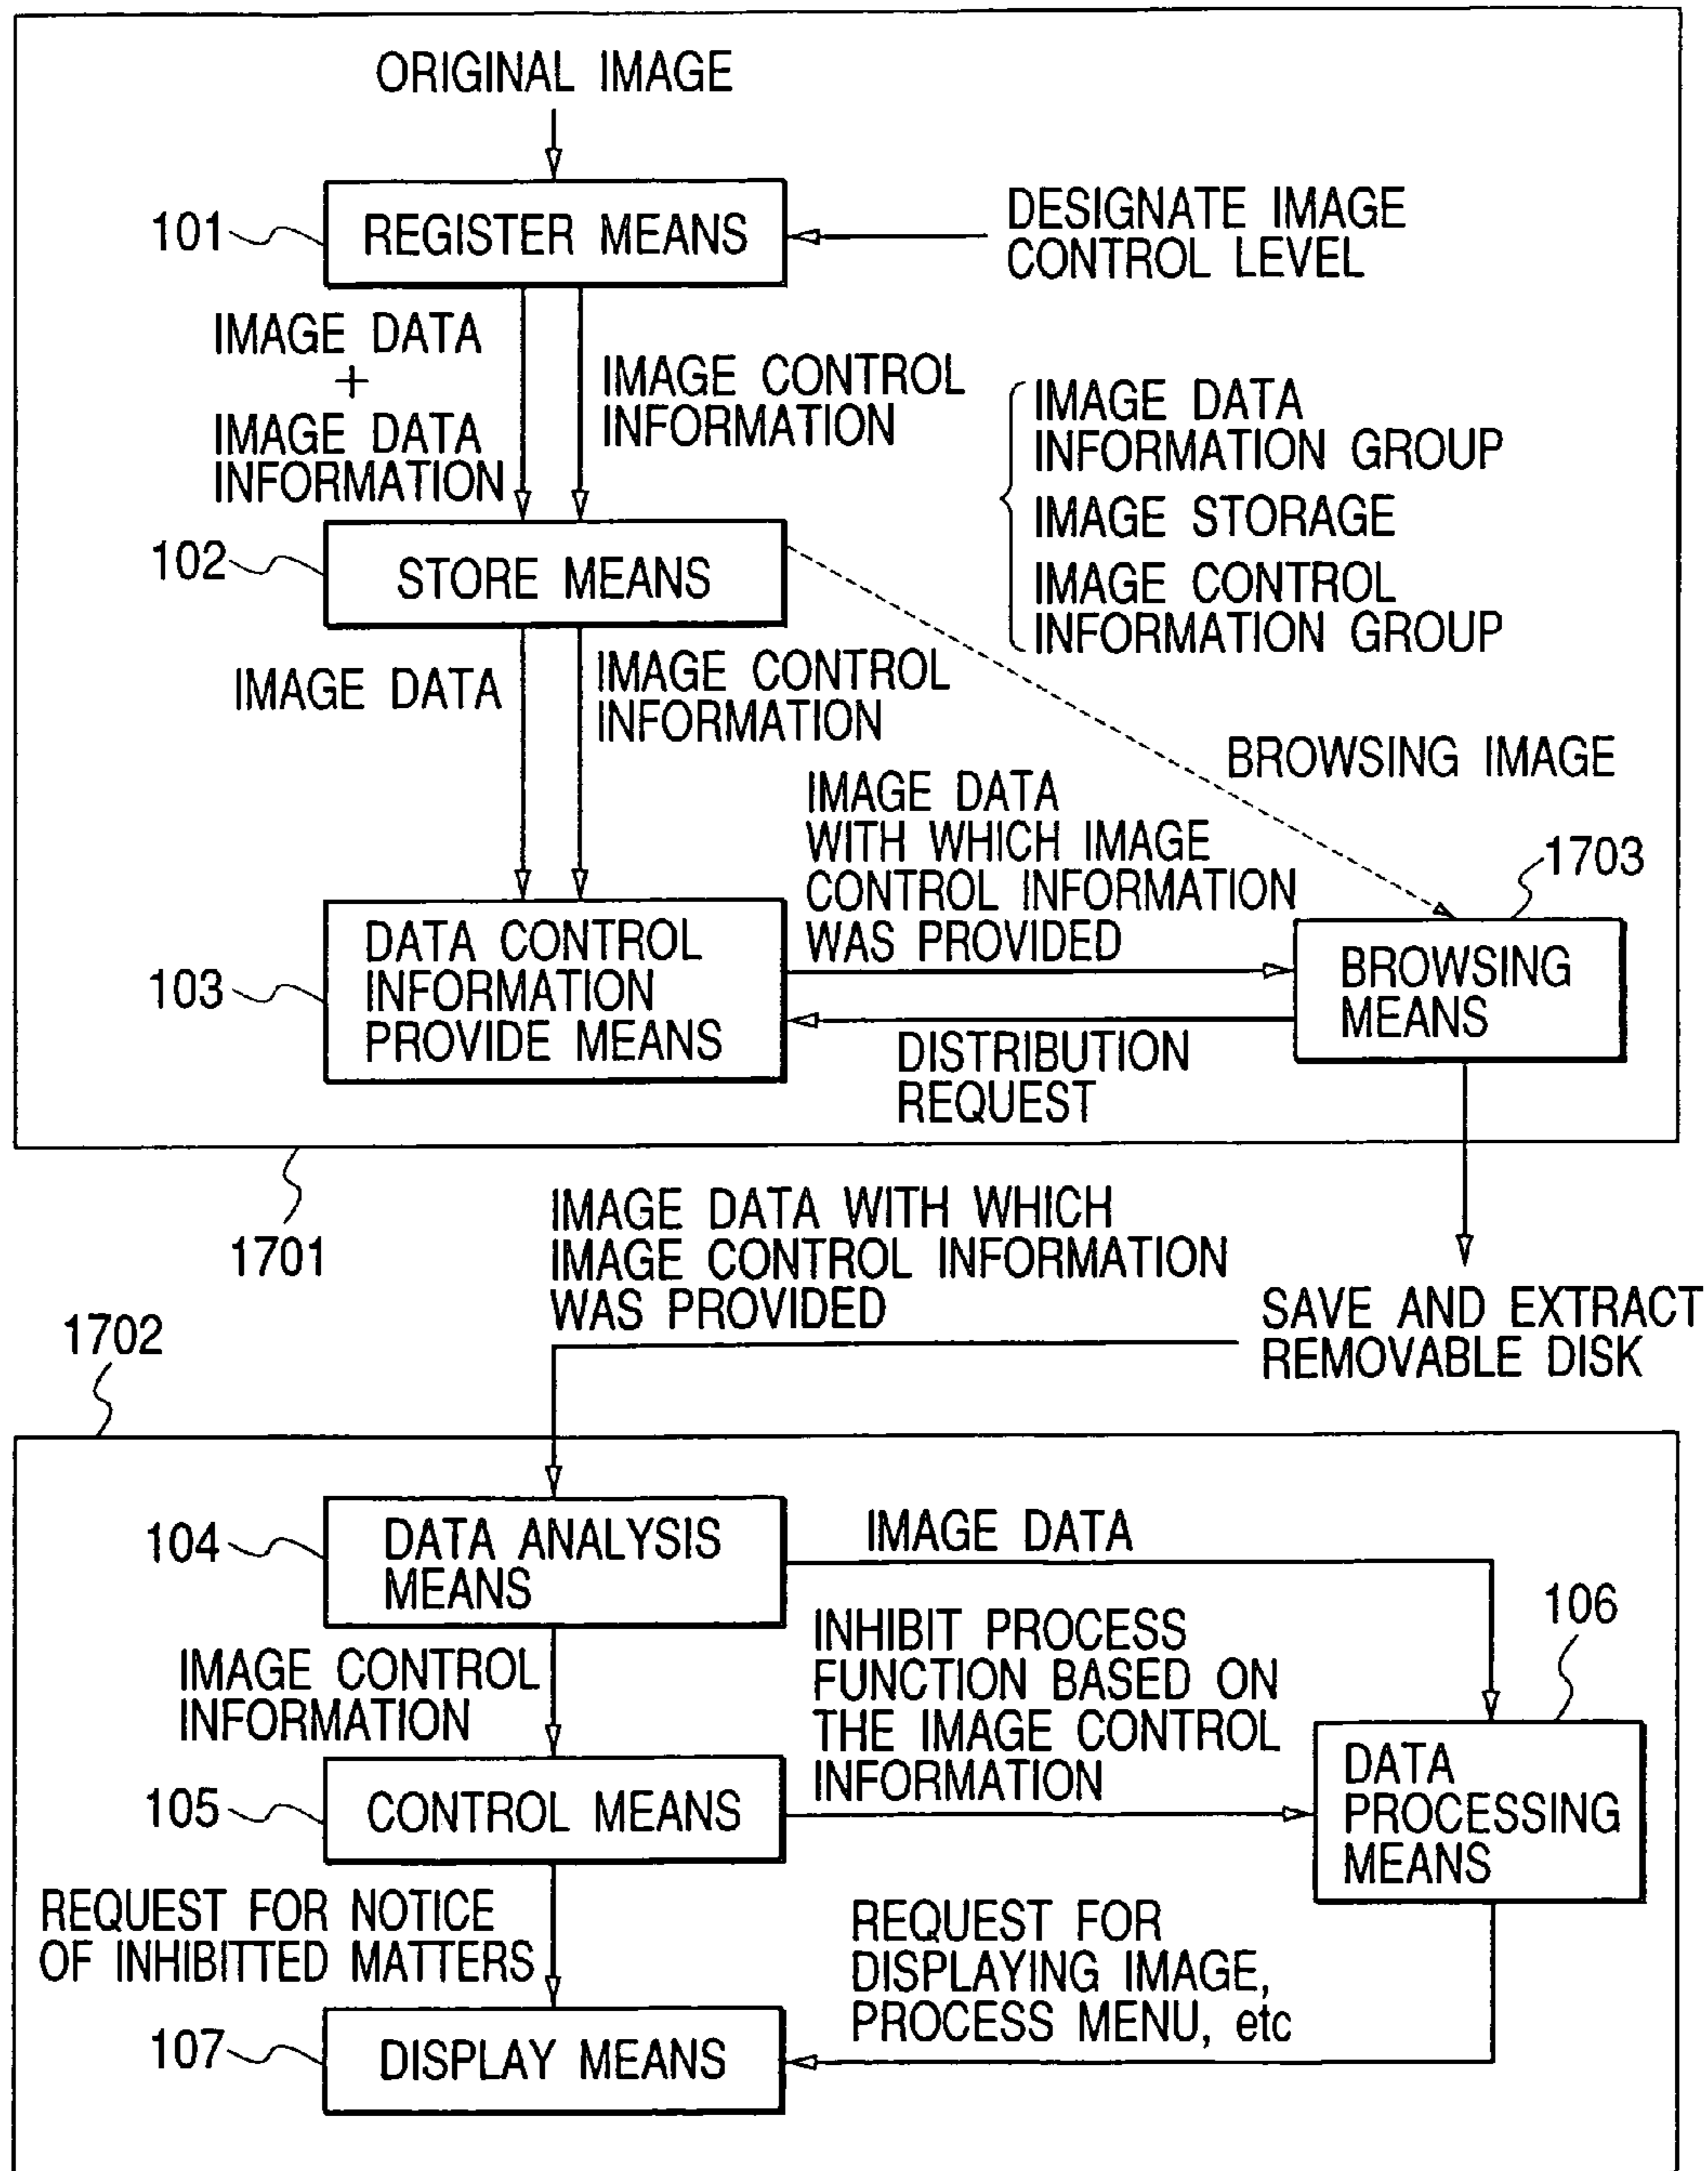 ORIGINAL IMAGE
101
REGISTER MEANS
DESIGNATE IMAGE
CONTROL LEVEL
IMAGE DATA
+
IMAGE DATA
INFORMATION
IMAGE CONTROL
INFORMATION
IMAGE DATA
INFORMATION GROUP
IMAGE STORAGE
IMAGE CONTROL
INFORMATION GROUP
102
STORE MEANS
IMAGE DATA
IMAGE CONTROL
INFORMATION
BROWSING IMAGE
IMAGE DATA
WITH WHICH IMAGE
CONTROL INFORMATION
WAS PROVIDED
1703
103
DATA CONTROL
INFORMATION
PROVIDE MEANS
BROWSING
MEANS
DISTRIBUTION
REQUEST
1701
IMAGE DATA WITH WHICH
IMAGE CONTROL INFORMATION
WAS PROVIDED
SAVE AND EXTRACT
REMOVABLE DISK
1702
104
DATA ANALYSIS
MEANS
IMAGE DATA
106
IMAGE CONTROL
INFORMATION
INHIBIT PROCESS
FUNCTION BASED ON
THE IMAGE CONTROL
INFORMATION
105
CONTROL MEANS
DATA
PROCESSING
MEANS
REQUEST FOR NOTICE
OF INHIBITTED MATTERS
REQUEST FOR
DISPLAYING IMAGE,
PROCESS MENU, etc
107
DISPLAY MEANS